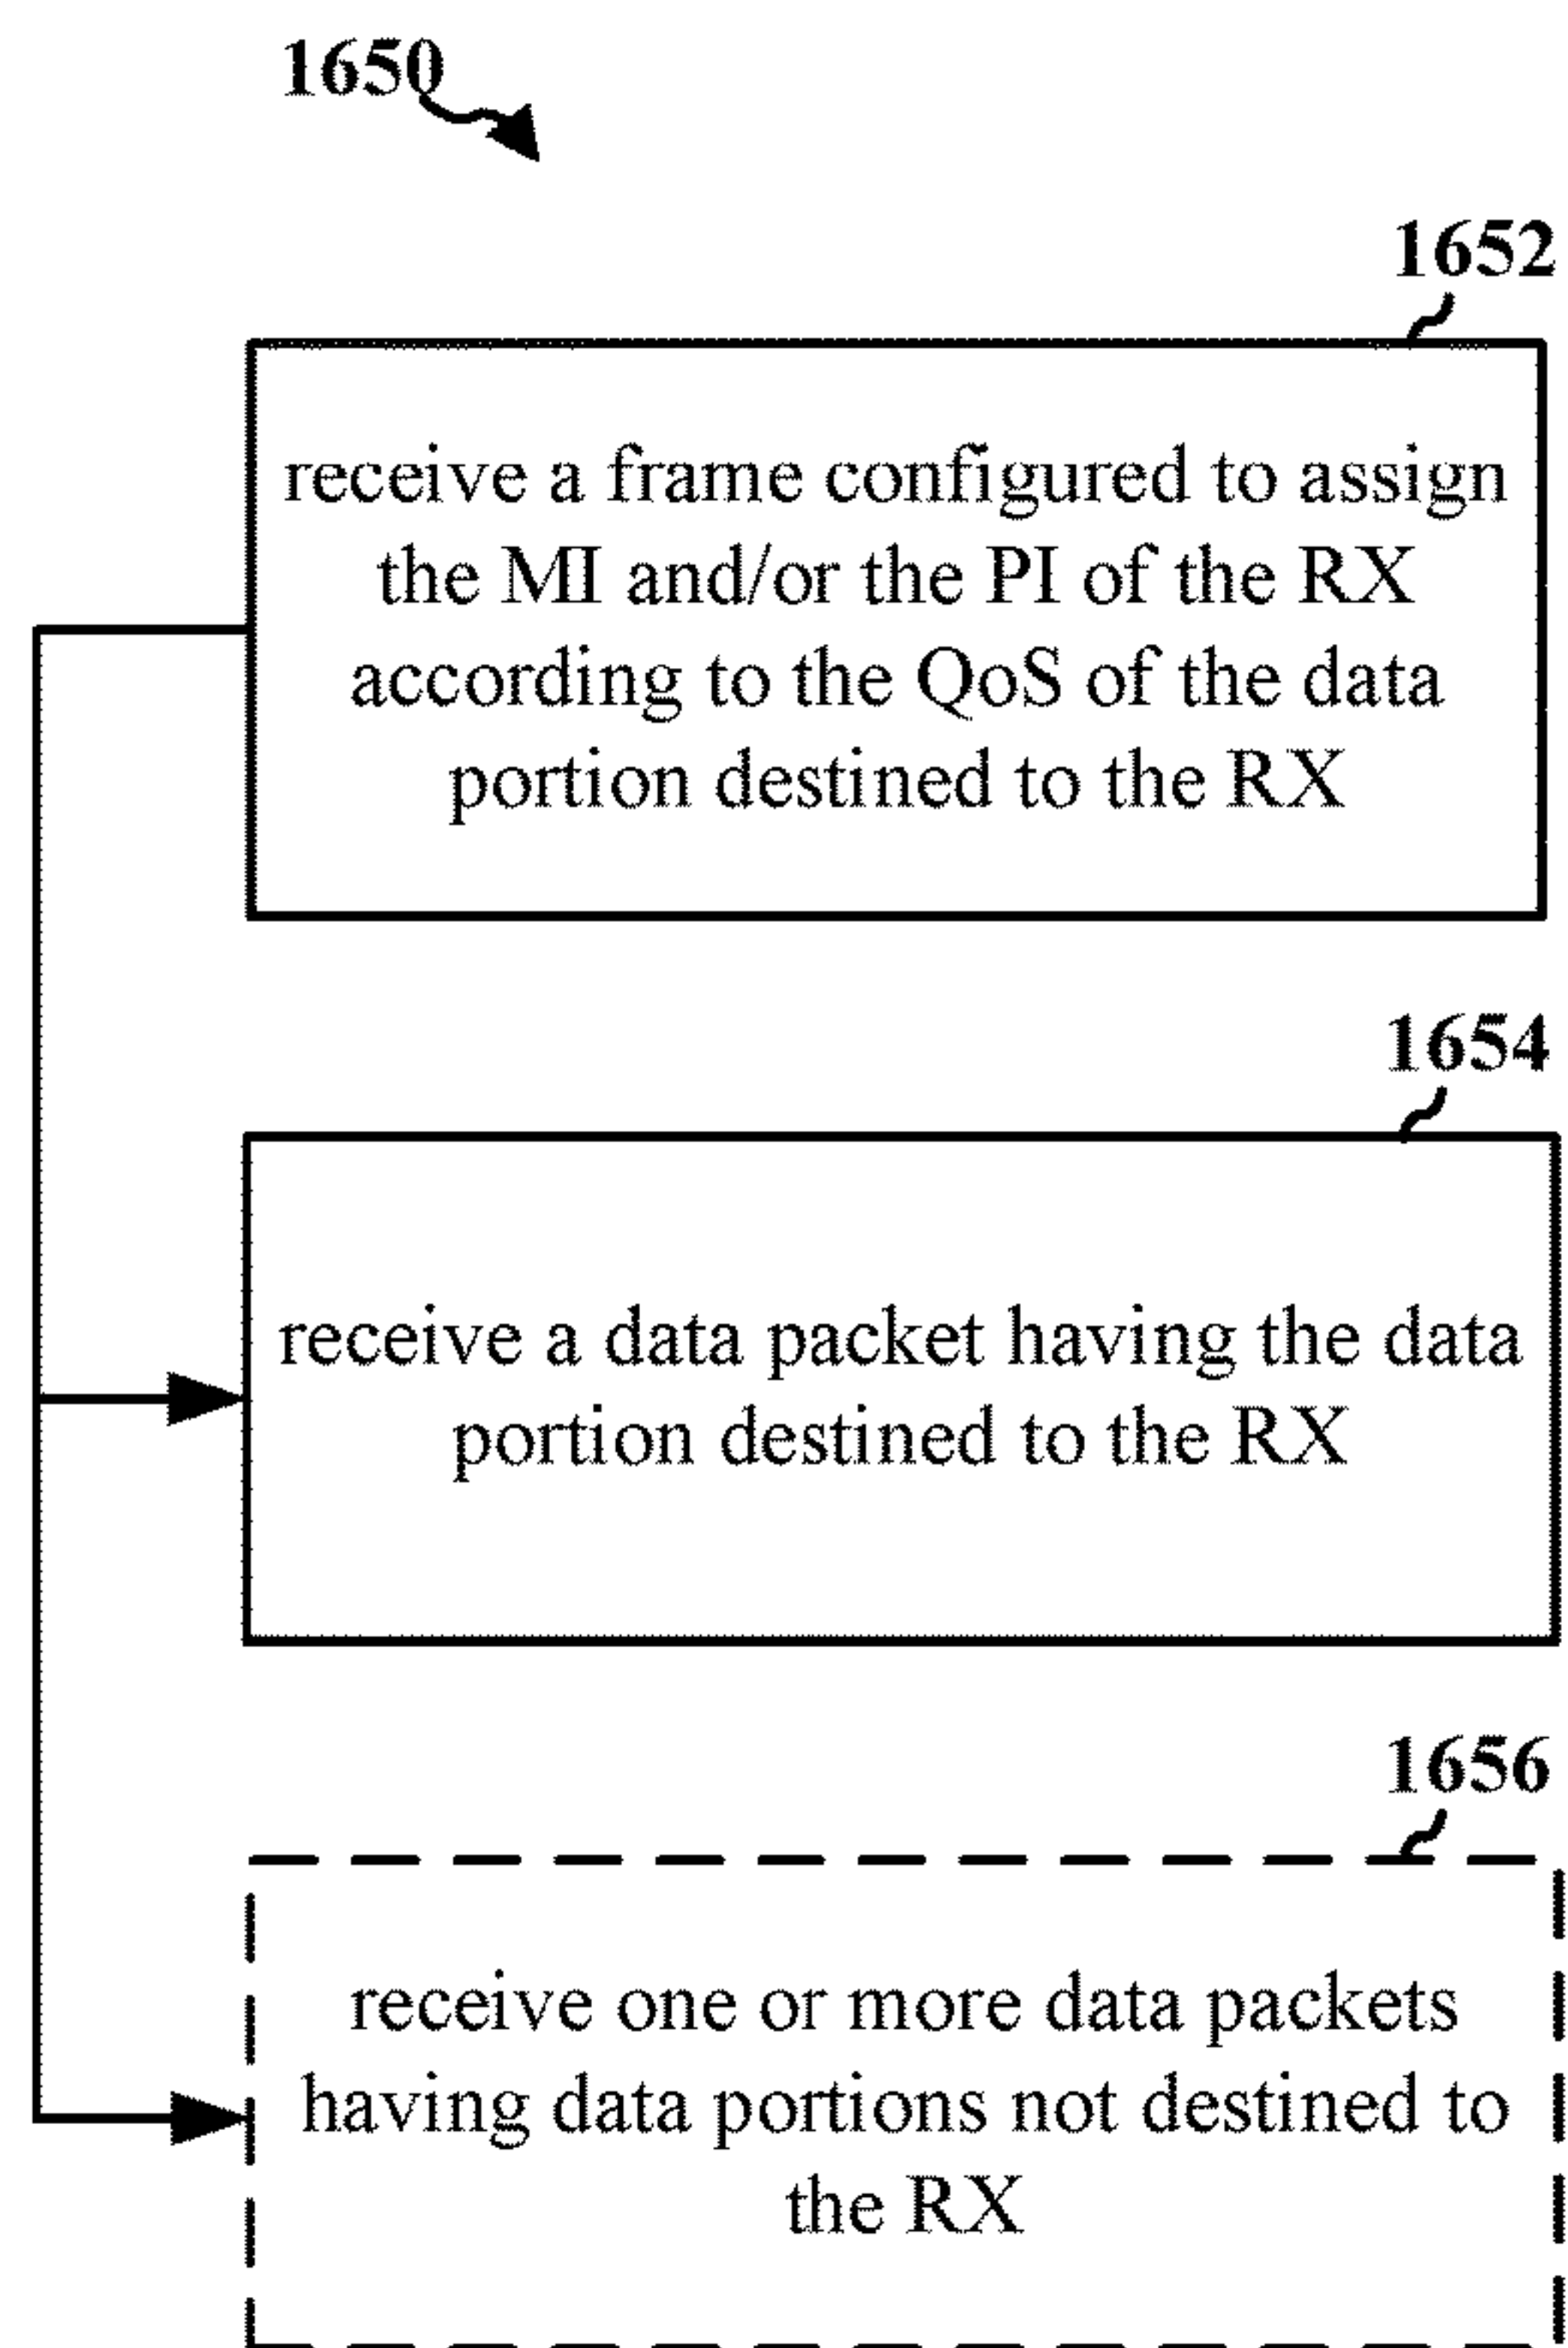 1650
1652
receive a frame configured to assign
the MI and/or the PI of the RX
according to the QoS of the data
portion destined to the RX
1654
receive a data packet having the data
portion destined to the RX
1656
receive one or more data packets
having data portions not destined to
the RX